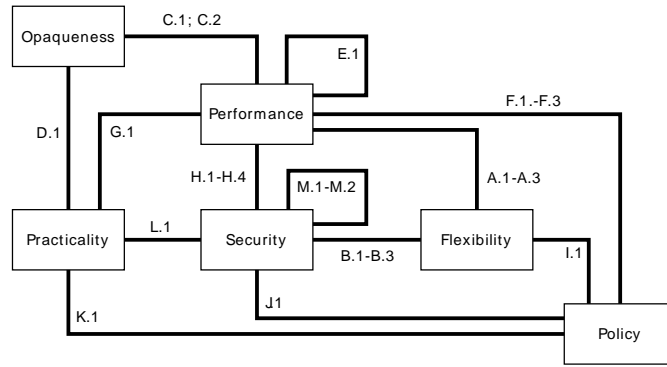 C.1; C.2
Opaqueness
E.1
F.1.-F.3
Performance
D.1
G.1
H.1-H.4
M.1-M.2
A.1-A.3
L.1
Practicality
Security
Flexibility
B.1-B.3
I.1
J.1
K.1
Policy